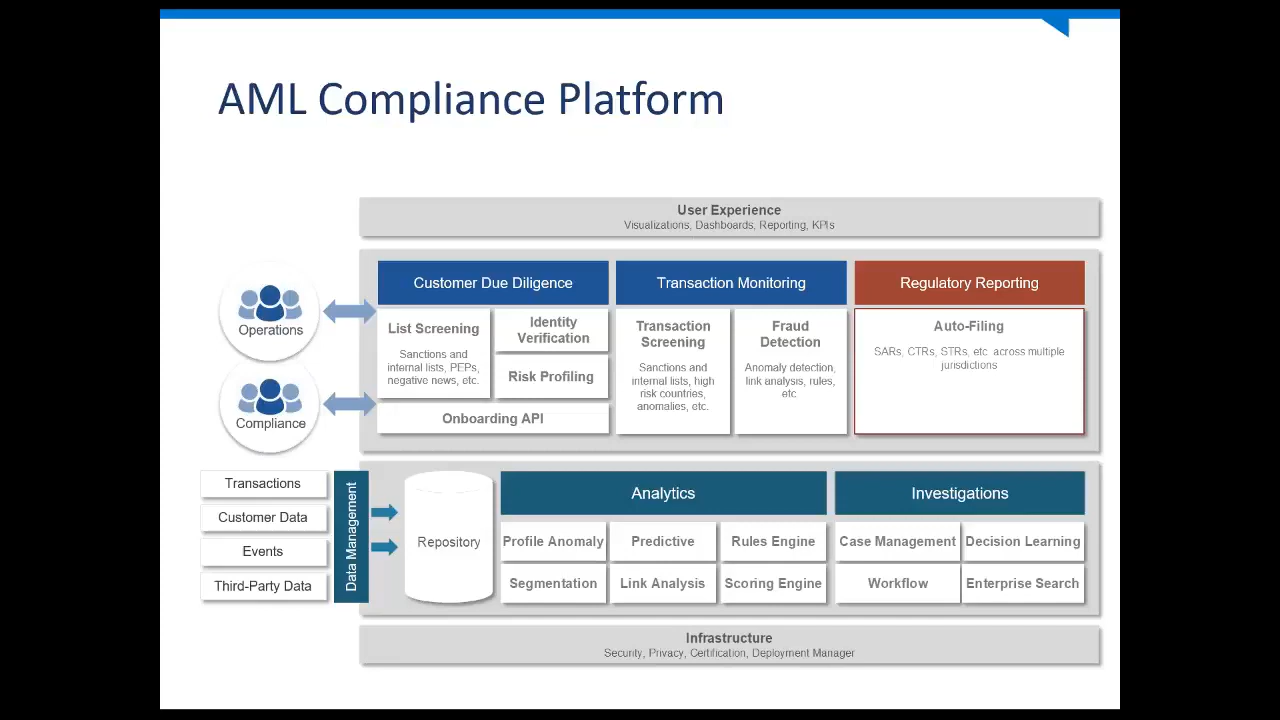 AML Compliance Platform
User Experience
Visualizations, Dashboards, Reporting, KPIs
Operations
Compliance
Customer Due Diligence
List Screening
Sanctions and
internal lists, PEPs,
negative news, etc.
Identity
Verification
Risk Profiling
Onboarding API
Transaction Monitoring
Transaction
Screening
Sanctions and
internal lists, high
risk countries,
anomalies, etc.
Fraud
Detection
Anomaly detection,
link analysis, rules,
etc.
Regulatory Reporting
Auto-Filing
SARs, CTRs, STRs, etc. across multiple
jurisdictions
Transactions
Customer Data
Events
Third-Party Data
Data Management
Repository
Analytics
Profile Anomaly
Predictive
Rules Engine
Segmentation
Link Analysis
Scoring Engine
Investigations
Case Management
Decision Learning
Workflow
Enterprise Search
Infrastructure
Security, Privacy, Certification, Deployment Manager